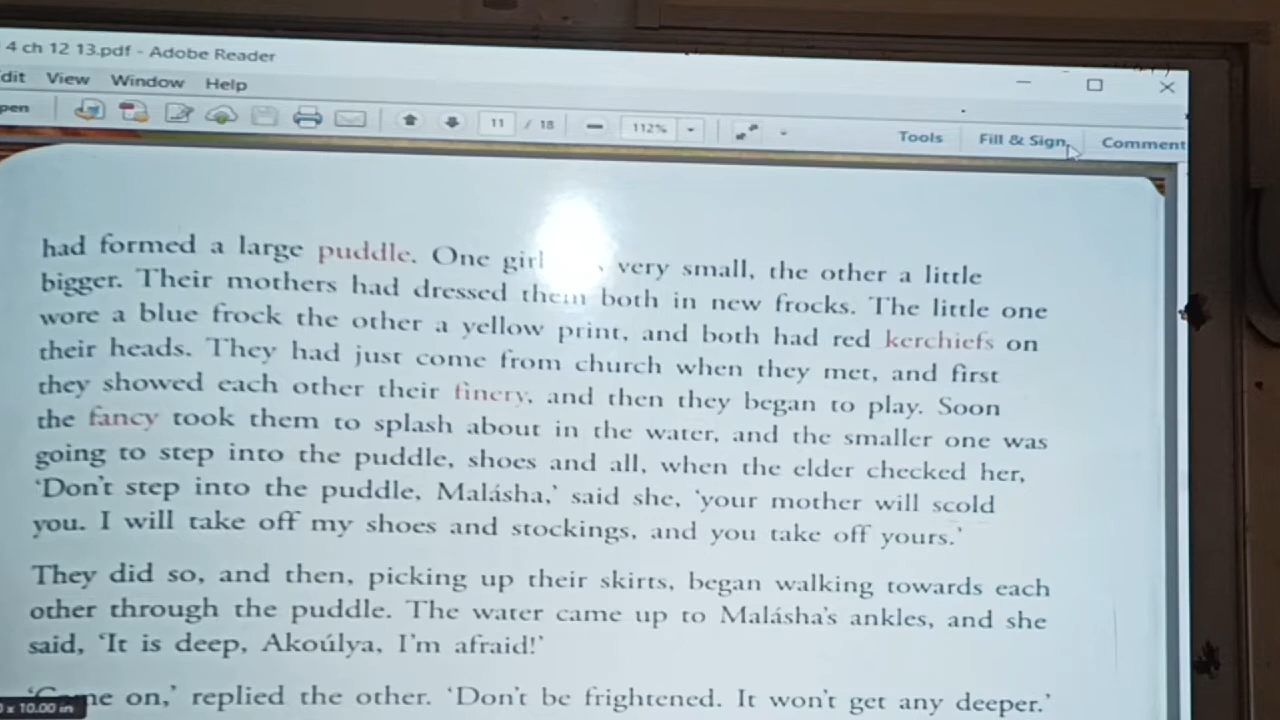 4 ch 12 13.pdf - Adobe Reader
dit View Window Help
pen 11 / 18 112% Tools Fill & Sign Comment
had formed a large puddle. One girl very small, the other a little
bigger. Their mothers had dressed them both in new frocks. The little one
wore a blue frock the other a yellow print, and both had red kerchiefs on
their heads. They had just come from church when they met, and first
they showed each other their finery, and then they began to play. Soon
the fancy took them to splash about in the water, and the smaller one was
going to step into the puddle, shoes and all, when the elder checked her,
‘Don't step into the puddle, Malásha,’ said she, ‘your mother will scold
you. I will take off my shoes and stockings, and you take off yours.’
They did so, and then, picking up their skirts, began walking towards each
other through the puddle. The water came up to Malásha's ankles, and she
said, ‘It is deep, Akoúlya, I'm afraid!’
‘Come on,’ replied the other. ‘Don't be frightened. It won't get any deeper.’
x 10.00 in